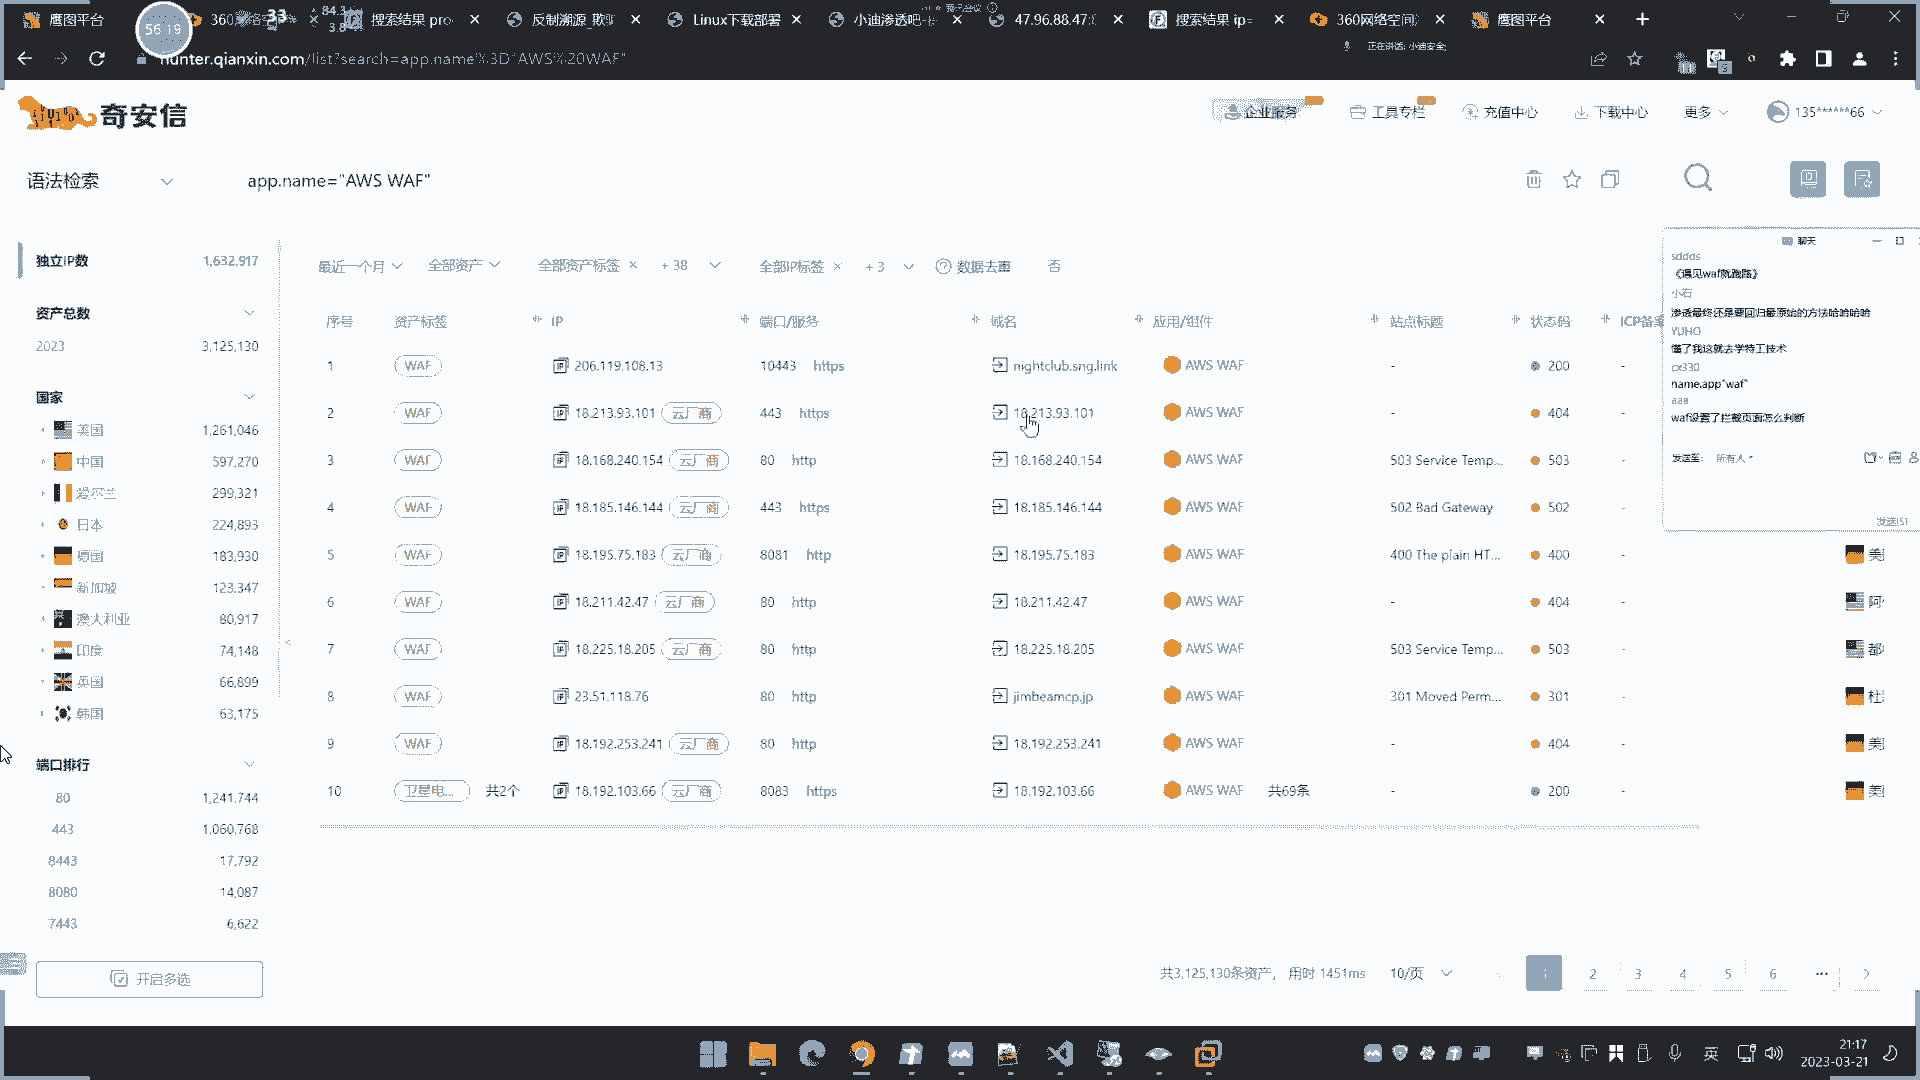 鹰图平台
搜索结果 pro
反制溯源_欺骗
Linux下载部署
小迪渗透吧-
47.96.88.47:
搜索结果 ip=
360网络空间
鹰图平台
56:19
正在讲话: 小迪安全;
hunter.qianxin.com/list?search=app.name%3D"AWS%20WAF"
奇安信
企业服务
工具专栏
充值中心
下载中心
更多
135******66
语法检索
app.name="AWS WAF"
独立IP数 1,632,917
资产总数
2023 3,125,130
国家
美国 1,261,046
中国 597,270
爱尔兰 299,321
日本 224,893
德国 183,930
新加坡 123,347
澳大利亚 80,917
印度 74,148
英国 66,899
韩国 63,175
端口排行
80 1,241,744
443 1,060,768
8443 17,792
8080 14,087
7443 6,622
开启多选
最近一个月 全部资产 全部资产标签 × + 38 全部IP标签 × + 3 数据去重 否
序号 资产标签 IP 端口/服务 域名 应用/组件 站点标题 状态码 ICP备案
1 WAF 206.119.108.13 10443 https nightclub.sng.link AWS WAF - 200 -
2 WAF 18.213.93.101 云厂商 443 https 18.213.93.101 AWS WAF - 404 -
3 WAF 18.168.240.154 云厂商 80 http 18.168.240.154 AWS WAF 503 Service Temp... 503 -
4 WAF 18.185.146.144 云厂商 443 https 18.185.146.144 AWS WAF 502 Bad Gateway 502 -
5 WAF 18.195.75.183 云厂商 8081 http 18.195.75.183 AWS WAF 400 The plain HT... 400 - 美
6 WAF 18.211.42.47 云厂商 80 http 18.211.42.47 AWS WAF - 404 - 阿
7 WAF 18.225.18.205 云厂商 80 http 18.225.18.205 AWS WAF 503 Service Temp... 503 - 都
8 WAF 23.51.118.76 80 http jimbeamcp.jp AWS WAF 301 Moved Perm... 301 - 杜
9 WAF 18.192.253.241 云厂商 80 http 18.192.253.241 AWS WAF - 404 - 美
10 卫星电... 共2个 18.192.103.66 云厂商 8083 https 18.192.103.66 AWS WAF 共69条 - 200 - 美
共3,125,130条资产, 用时 1451ms 10/页 1 2 3 4 5 6 ...
聊天
sddds
《遇见waf就跑路》
小岩
渗透最终还是要回归最原始的方法哈哈哈哈
YUHO
懂了我这就去学特工技术
name.app"waf"
aaa
waf设置了拦截页面怎么判断
发送至: 所有人
发送(S)
英
21:17
2023-03-21